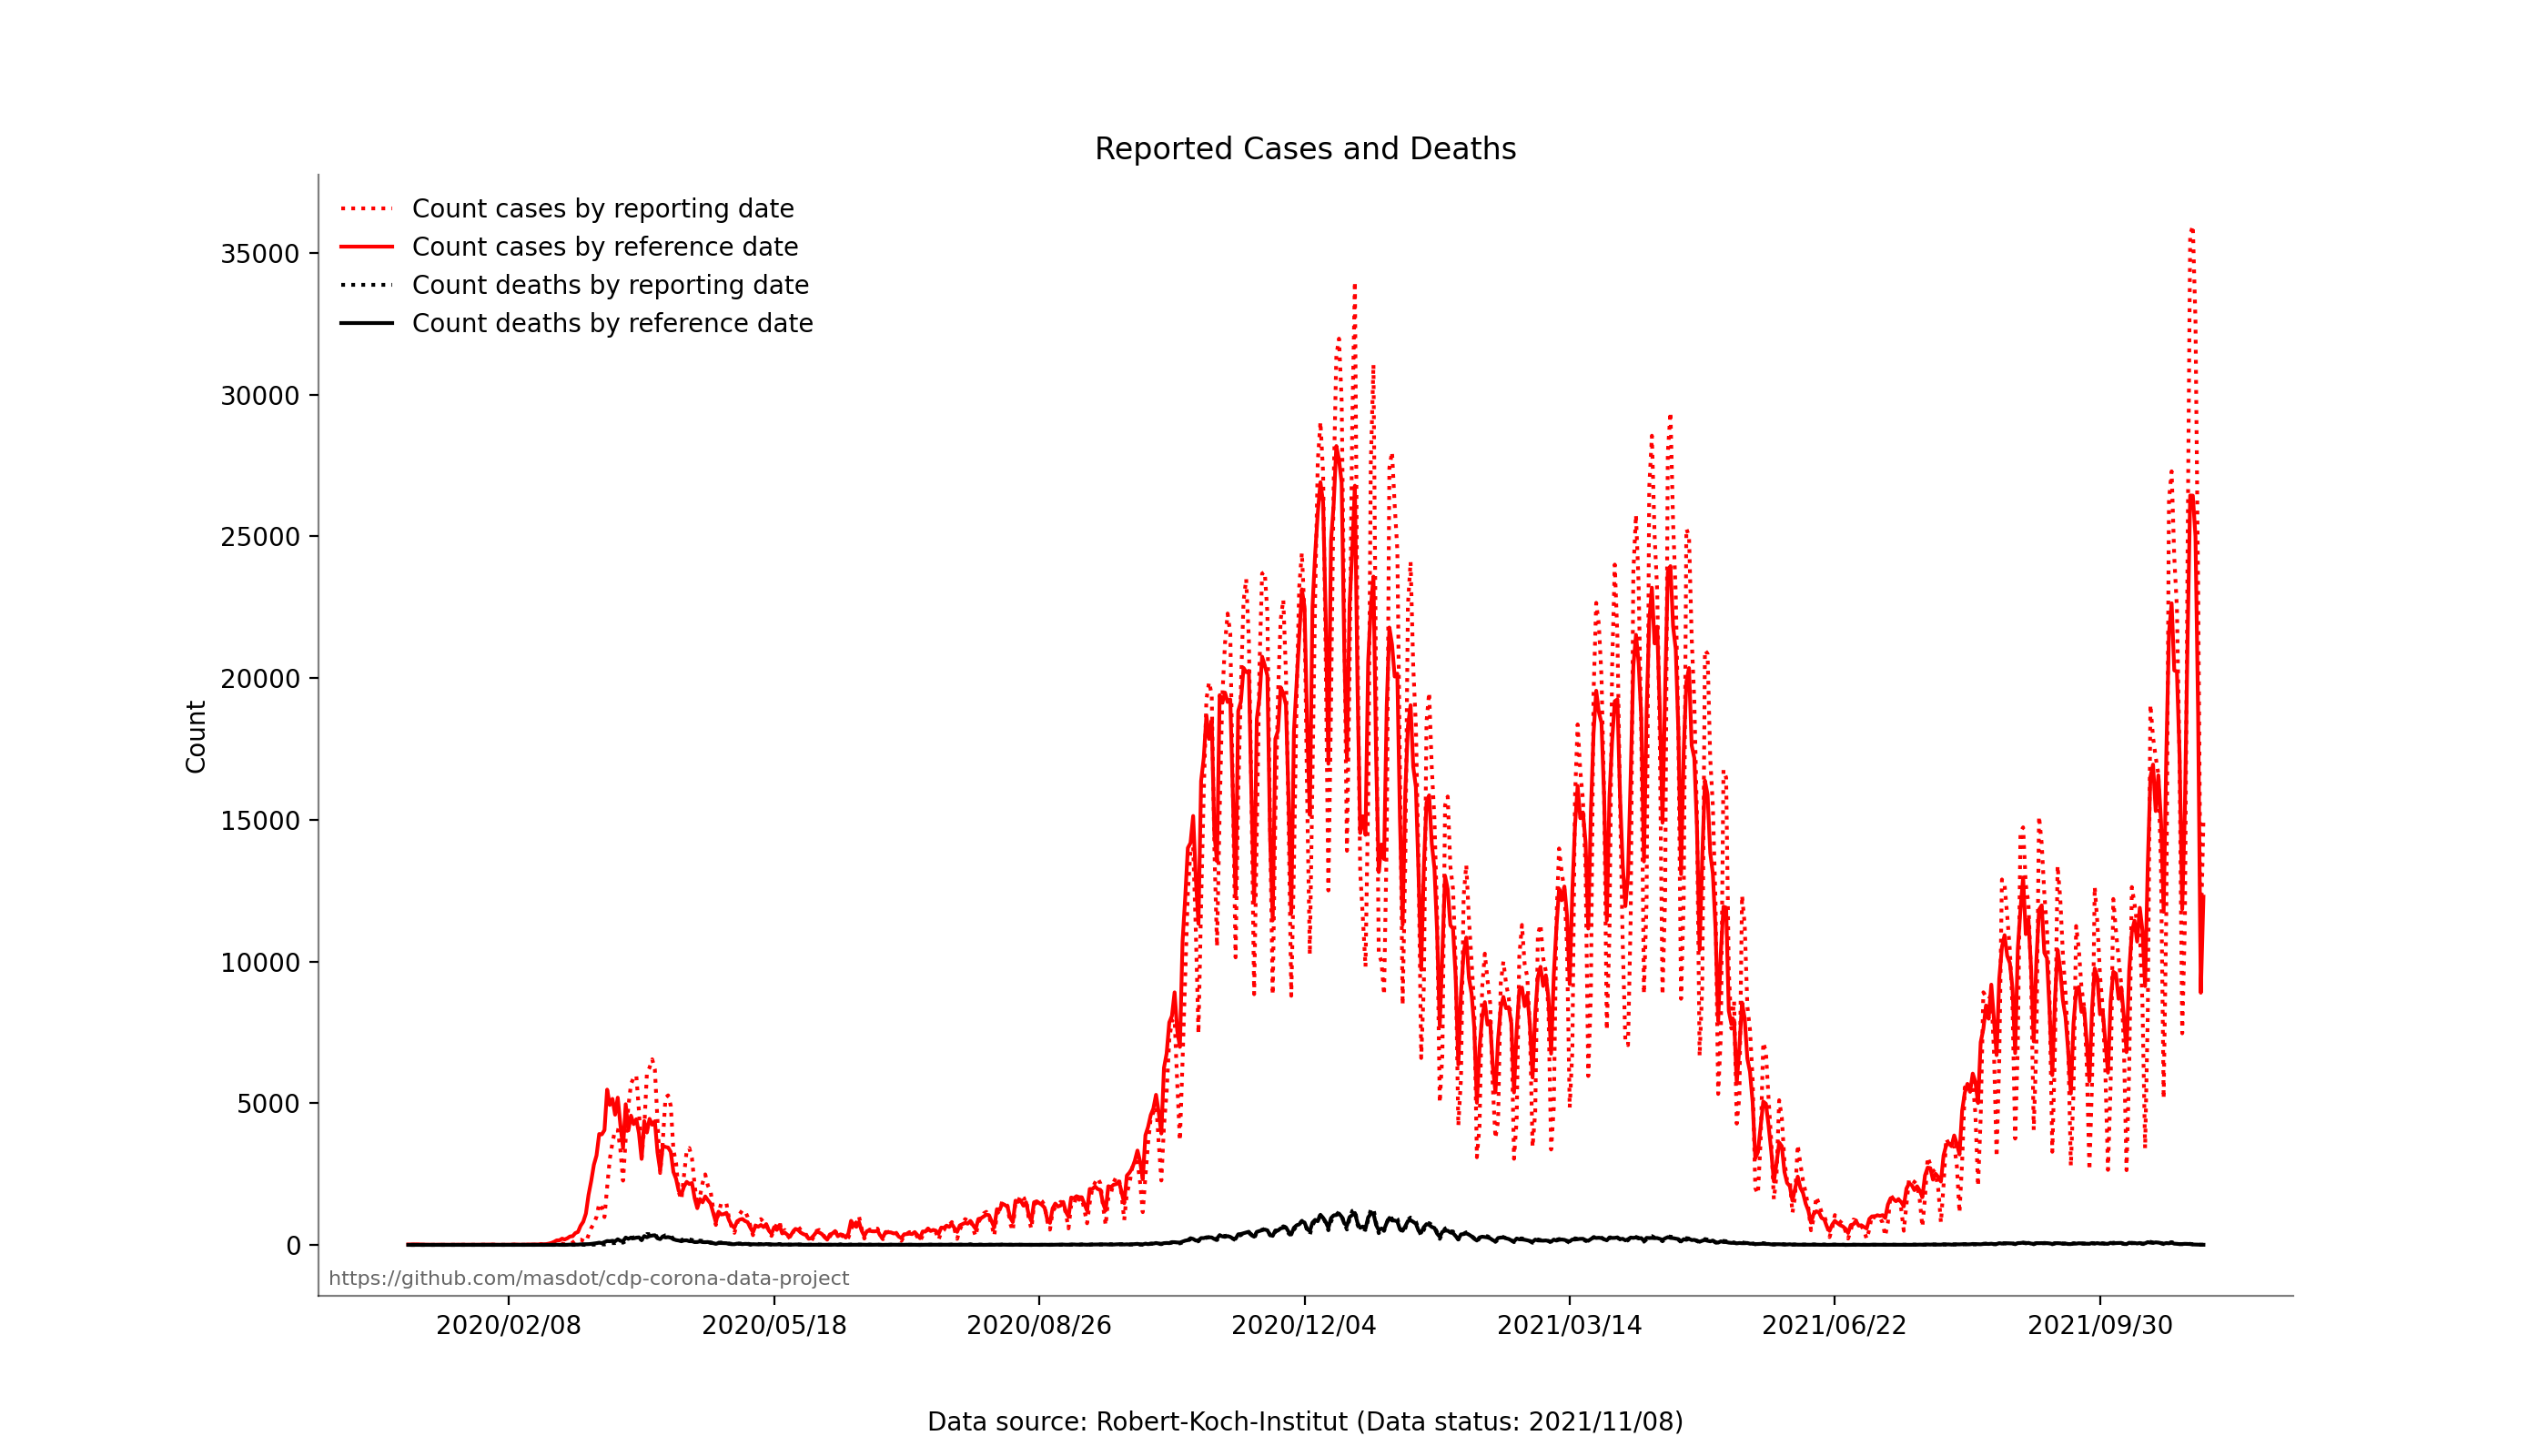 Reported Cases and Deaths
Count cases by reporting date
Count cases by reference date
Count deaths by reporting date
Count deaths by reference date
Count
35000
30000
25000
20000
15000
10000
5000
0
https://github.com/masdot/cdp-corona-data-project
2020/02/08 2020/05/18 2020/08/26 2020/12/04 2021/03/14 2021/06/22 2021/09/30
Data source: Robert-Koch-Institut (Data status: 2021/11/08)